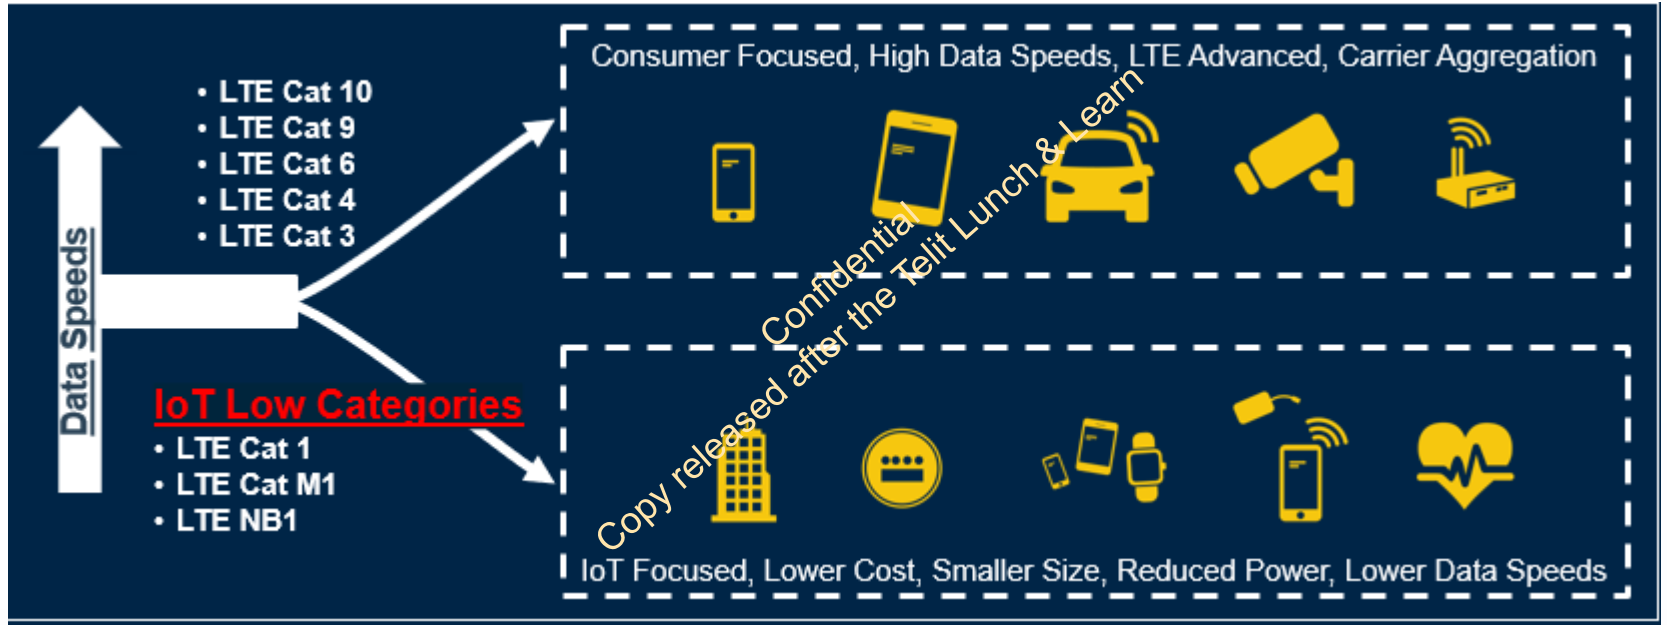 Consumer Focused, High Data Speeds, LTE Advanced, Carrier Aggregation
• LTE Cat 10
• LTE Cat 9
• LTE Cat 6
• LTE Cat 4
• LTE Cat 3
Data Speeds
IoT Low Categories
• LTE Cat 1
• LTE Cat M1
• LTE NB1
Confidential
Copy released after the Telit Lunch & Learn
IoT Focused, Lower Cost, Smaller Size, Reduced Power, Lower Data Speeds